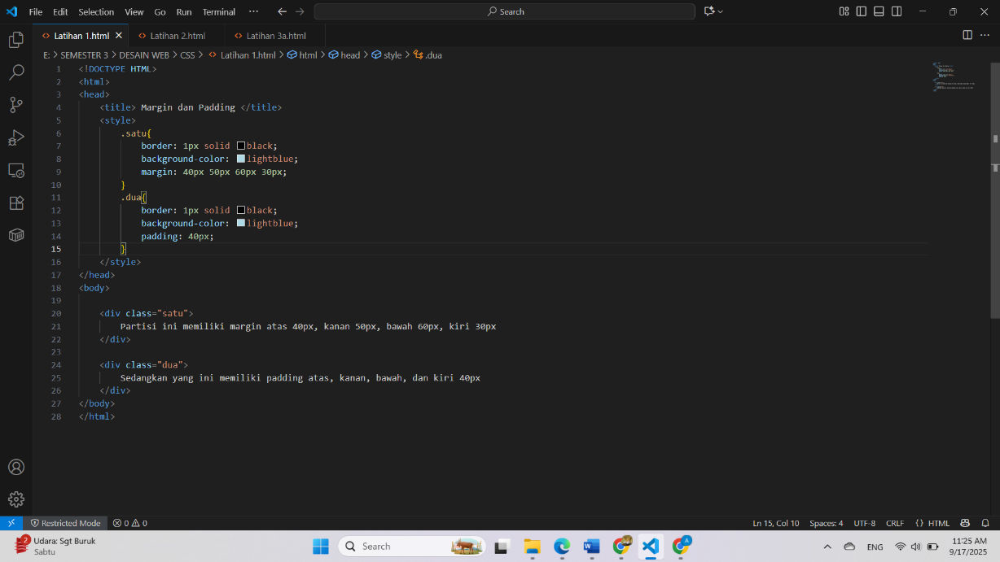 File Edit Selection View Go Run Terminal ··· Search
Latihan 1.html Latihan 2.html Latihan 3a.html
E: > SEMESTER 3 > DESAIN WEB > CSS > Latihan 1.html > html > head > style > .dua
1 <!DOCTYPE HTML>
2 <html>
3 <head>
4 <title> Margin dan Padding </title>
5 <style>
6 .satu{
7 border: 1px solid black;
8 background-color: lightblue;
9 margin: 40px 50px 60px 30px;
10 }
11 .dua{
12 border: 1px solid black;
13 background-color: lightblue;
14 padding: 40px;
15 }
16 </style>
17 </head>
18 <body>
19
20 <div class="satu">
21 Partisi ini memiliki margin atas 40px, kanan 50px, bawah 60px, kiri 30px
22 </div>
23
24 <div class="dua">
25 Sedangkan yang ini memiliki padding atas, kanan, bawah, dan kiri 40px
26 </div>
27 </body>
28 </html>
Restricted Mode 0 0 Ln 15, Col 10 Spaces: 4 UTF-8 CRLF {} HTML
2 Udara: Sgt Buruk Search A ENG 11:25 AM
Sabtu 9/17/2025